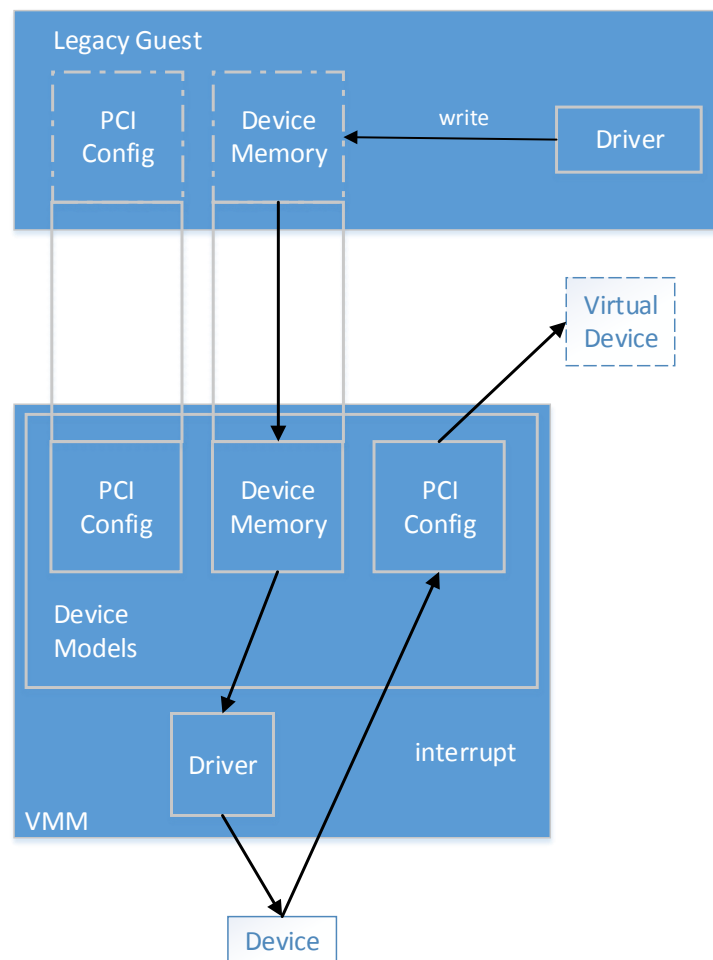 Legacy Guest
PCI
Config
Device
Memory
write
Driver
Virtual
Device
PCI
Config
Device
Memory
PCI
Config
Device
Models
Driver
interrupt
VMM
Device